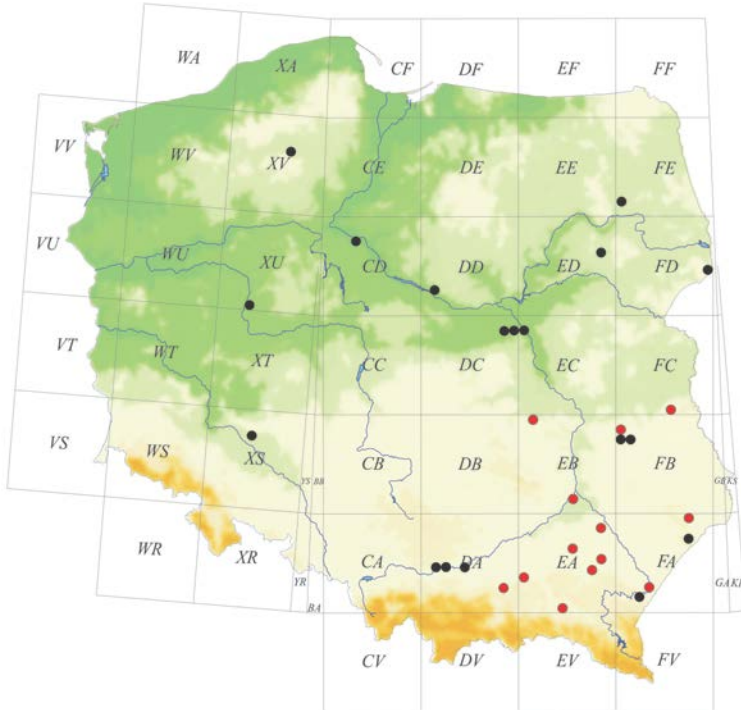 WA XA CF DF EF FF
VV WV XV CE DE EE FE
VU WU XU CD DD ED FD
VT WT XT CC DC EC FC
VS WS XS YS BB CB DB EB FB
WR XR YR BA CA DA EA FA
CV DV EV FV